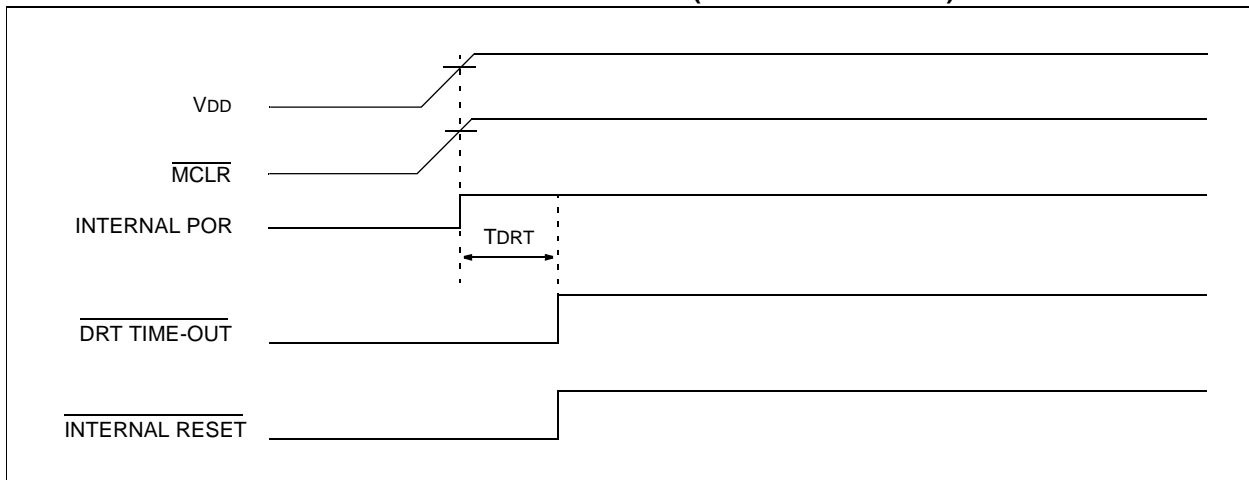 VDD
MCLR
INTERNAL POR
TDRT
DRT TIME-OUT
INTERNAL RESET